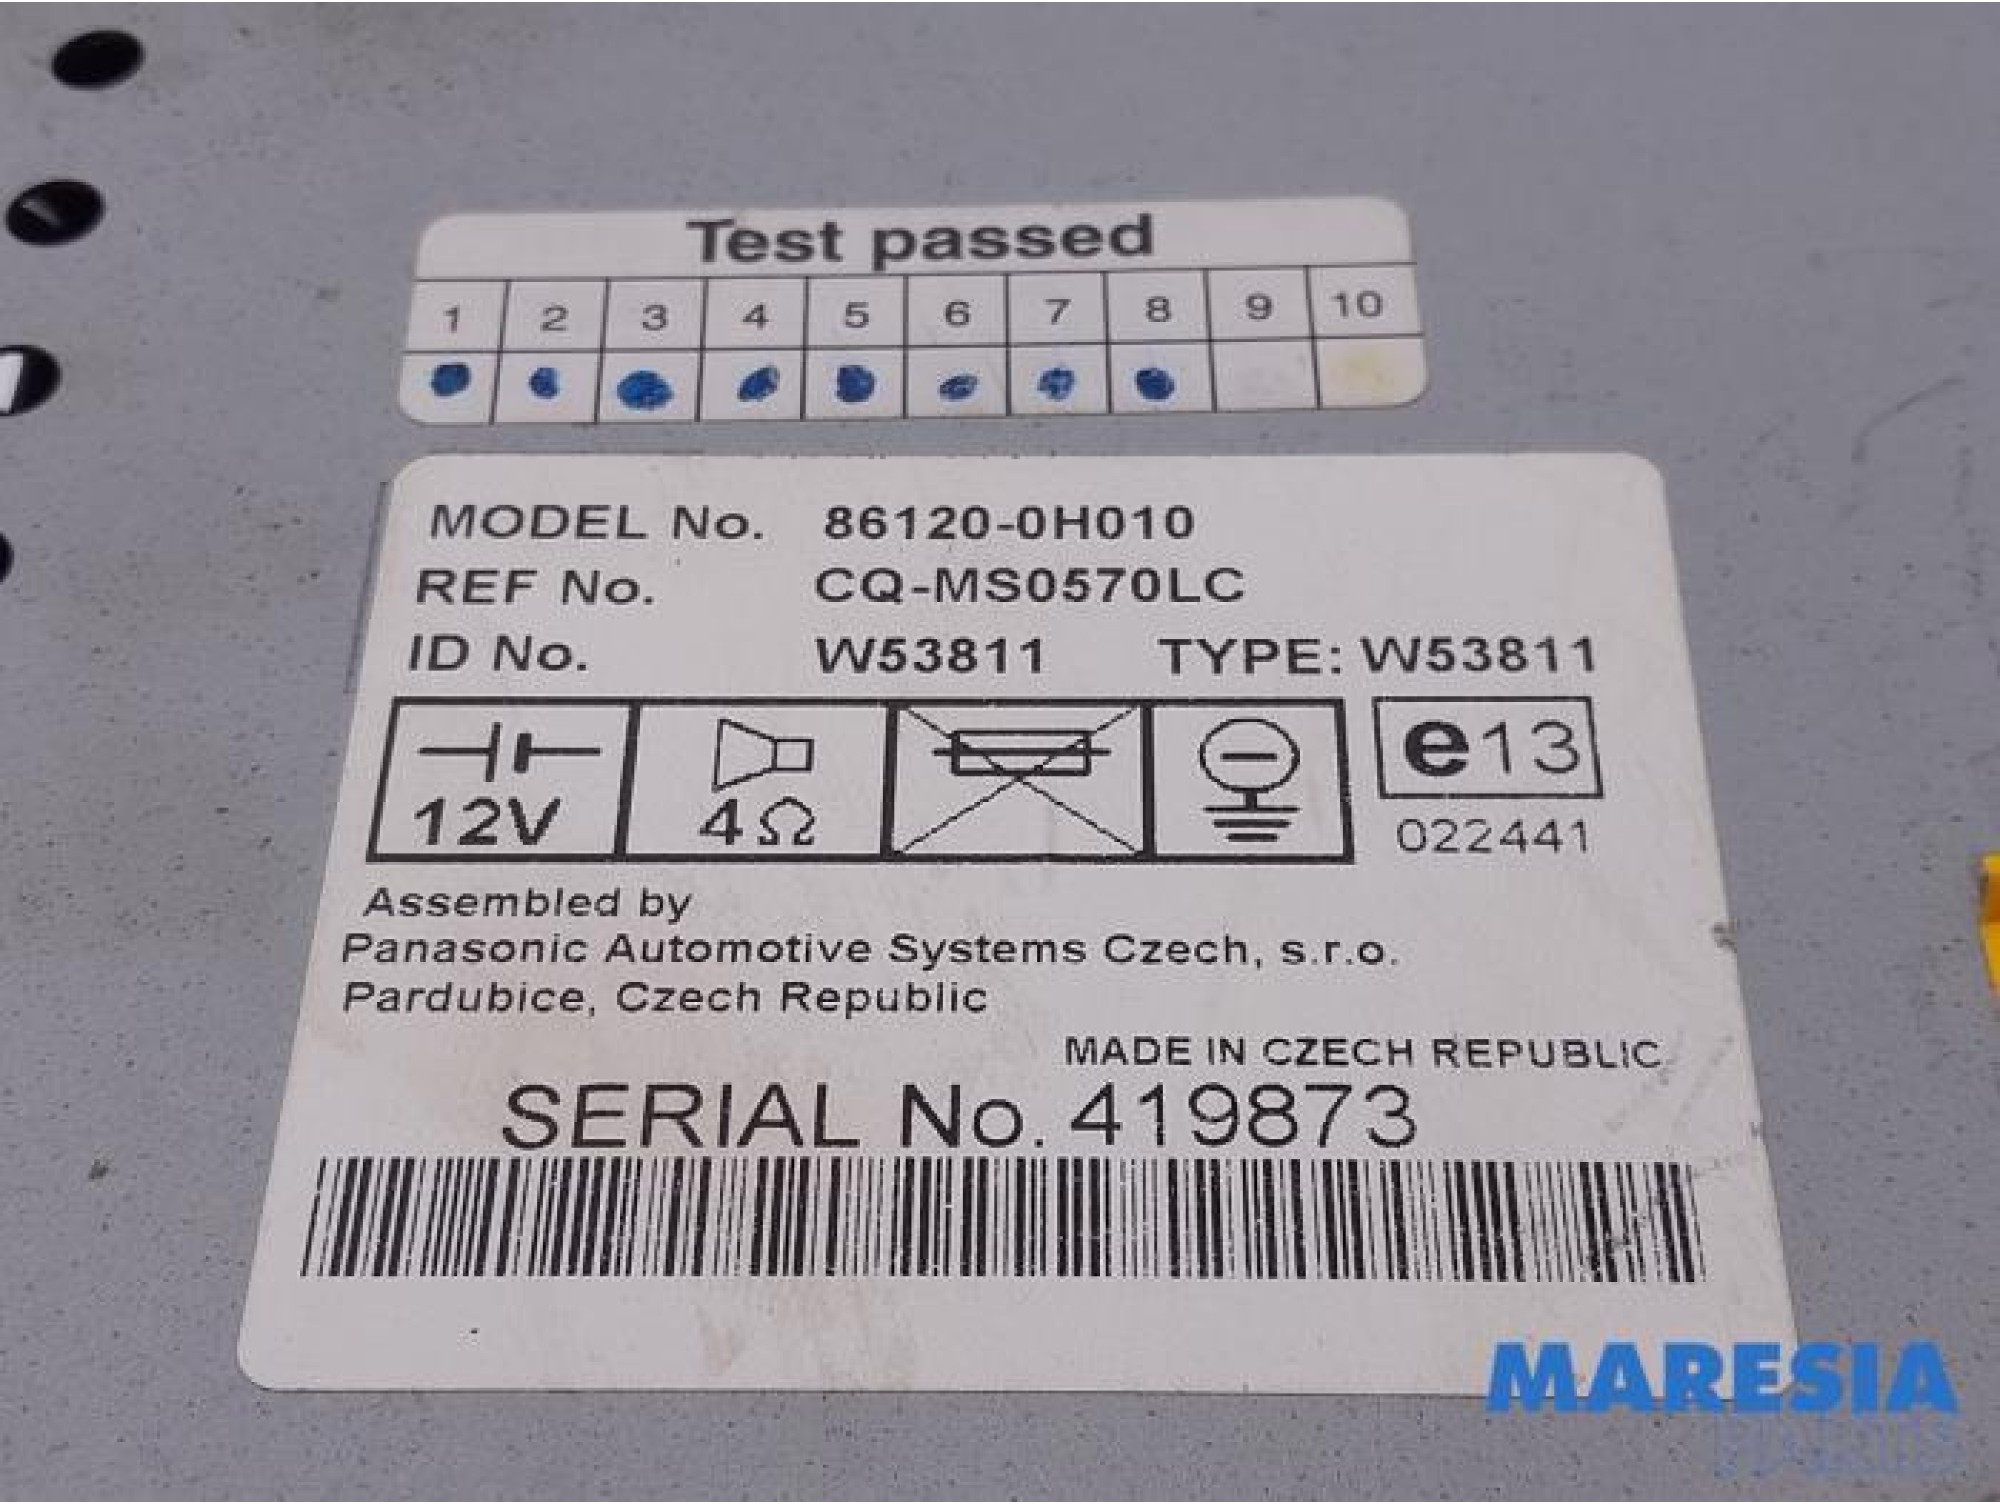 Test passed
1 2 3 4 5 6 7 8 9 10
MODEL No. 86120-0H010
REF No. CQ-MS0570LC
ID No. W53811 TYPE: W53811
12V 4Ω e13
022441
Assembled by
Panasonic Automotive Systems Czech, s.r.o.
Pardubice, Czech Republic
MADE IN CZECH REPUBLIC
SERIAL No. 419873
MARESIA
PARTS